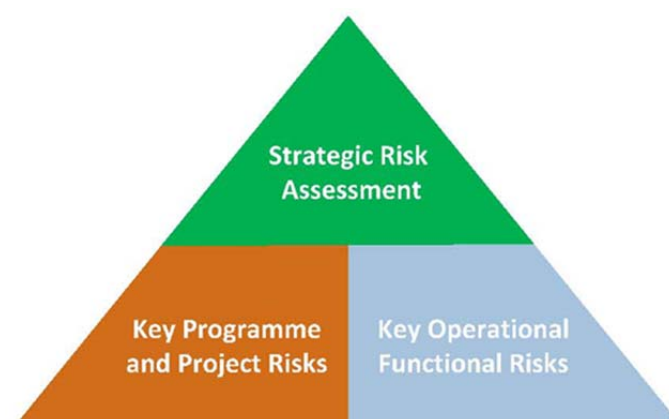 Strategic Risk
Assessment
Key Programme
and Project Risks
Key Operational
Functional Risks